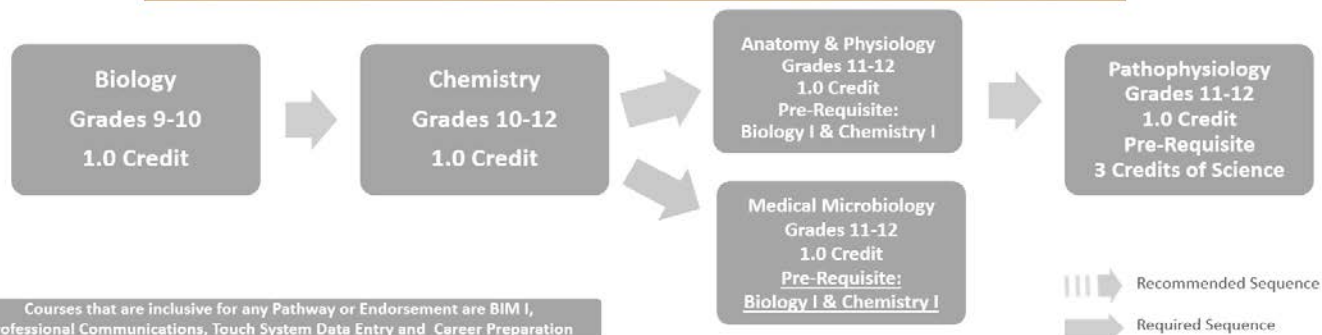 Biology
Grades 9-10
1.0 Credit
Chemistry
Grades 10-12
1.0 Credit
Anatomy & Physiology
Grades 11-12
1.0 Credit
Pre-Requisite:
Biology I & Chemistry I
Medical Microbiology
Grades 11-12
1.0 Credit
Pre-Requisite:
Biology I & Chemistry I
Pathophysiology
Grades 11-12
1.0 Credit
Pre-Requisite
3 Credits of Science
Recommended Sequence
Required Sequence
Courses that are inclusive for any Pathway or Endorsement are BIM I,
Communications, Touch System Data Entry and Career Preparation